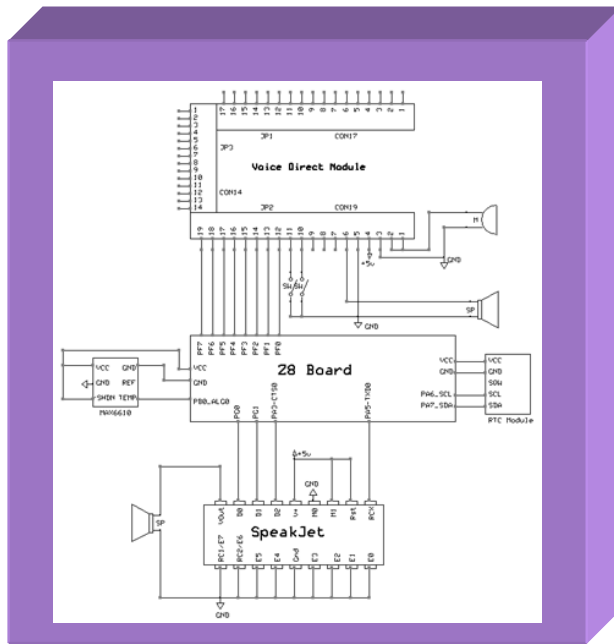 17 16 15 14 13 12 11 10 9 8 7 6 5 4 3 2 1
1
2
3
4
5
6
7
8
9
10
11
12
13
14
JP1 CON17
JP3
Voice Direct Module
CON14
JP2 CON19
19 18 17 16 15 14 13 12 11 10 9 8 7 6 5 4 3 2 1
M
+5v
GND
SW SW
SP
GND
PF7 PF6 PF5 PF4 PF3 PF2 PF1 PF0
Z8 Board
VCC
GND
PB0_ALG0
VCC GND
GND REF
SHDN TEMP
MAX6610
VCC
GND
PA6_SCL
PA7_SDA
VCC
GND
SQW
SCL
SDA
RTC Module
PG0 PG1 PA3-CTS0 PA5-TXD0
+5v
GND
VOut D0 D1 D2 V+ M0 M1 Rst RCX
SpeakJet
SP
RC1/E7 RC2/E6 E5 E4 Gnd E3 E2 E1 E0
GND